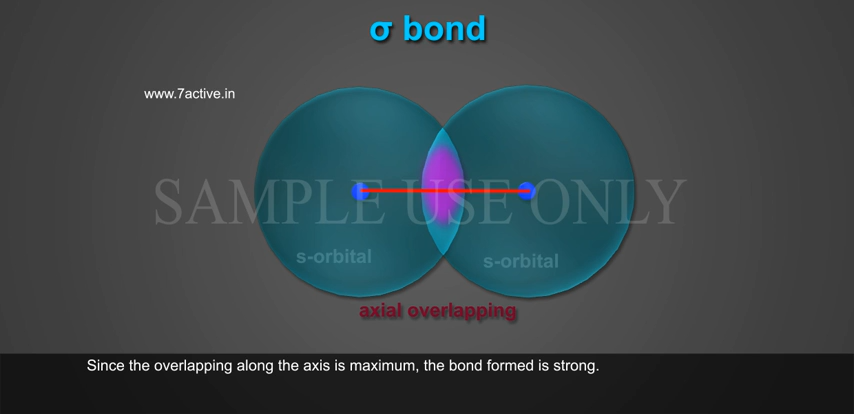 σ bond
www.7active.in
SAMPLE USE ONLY
s-orbital
s-orbital
axial overlapping
Since the overlapping along the axis is maximum, the bond formed is strong.